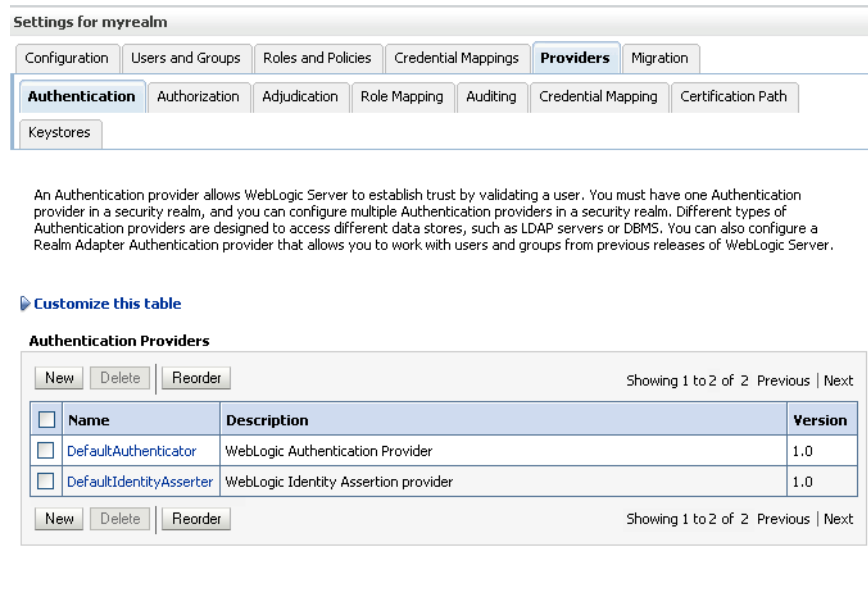 Settings for myrealm
Configuration Users and Groups Roles and Policies Credential Mappings Providers Migration
Authentication Authorization Adjudication Role Mapping Auditing Credential Mapping Certification Path
Keystores
An Authentication provider allows WebLogic Server to establish trust by validating a user. You must have one Authentication
provider in a security realm, and you can configure multiple Authentication providers in a security realm. Different types of
Authentication providers are designed to access different data stores, such as LDAP servers or DBMS. You can also configure a
Realm Adapter Authentication provider that allows you to work with users and groups from previous releases of WebLogic Server.
Customize this table
Authentication Providers
New Delete Reorder Showing 1 to 2 of 2 Previous | Next
Name Description Version
DefaultAuthenticator WebLogic Authentication Provider 1.0
DefaultIdentityAsserter WebLogic Identity Assertion provider 1.0
New Delete Reorder Showing 1 to 2 of 2 Previous | Next